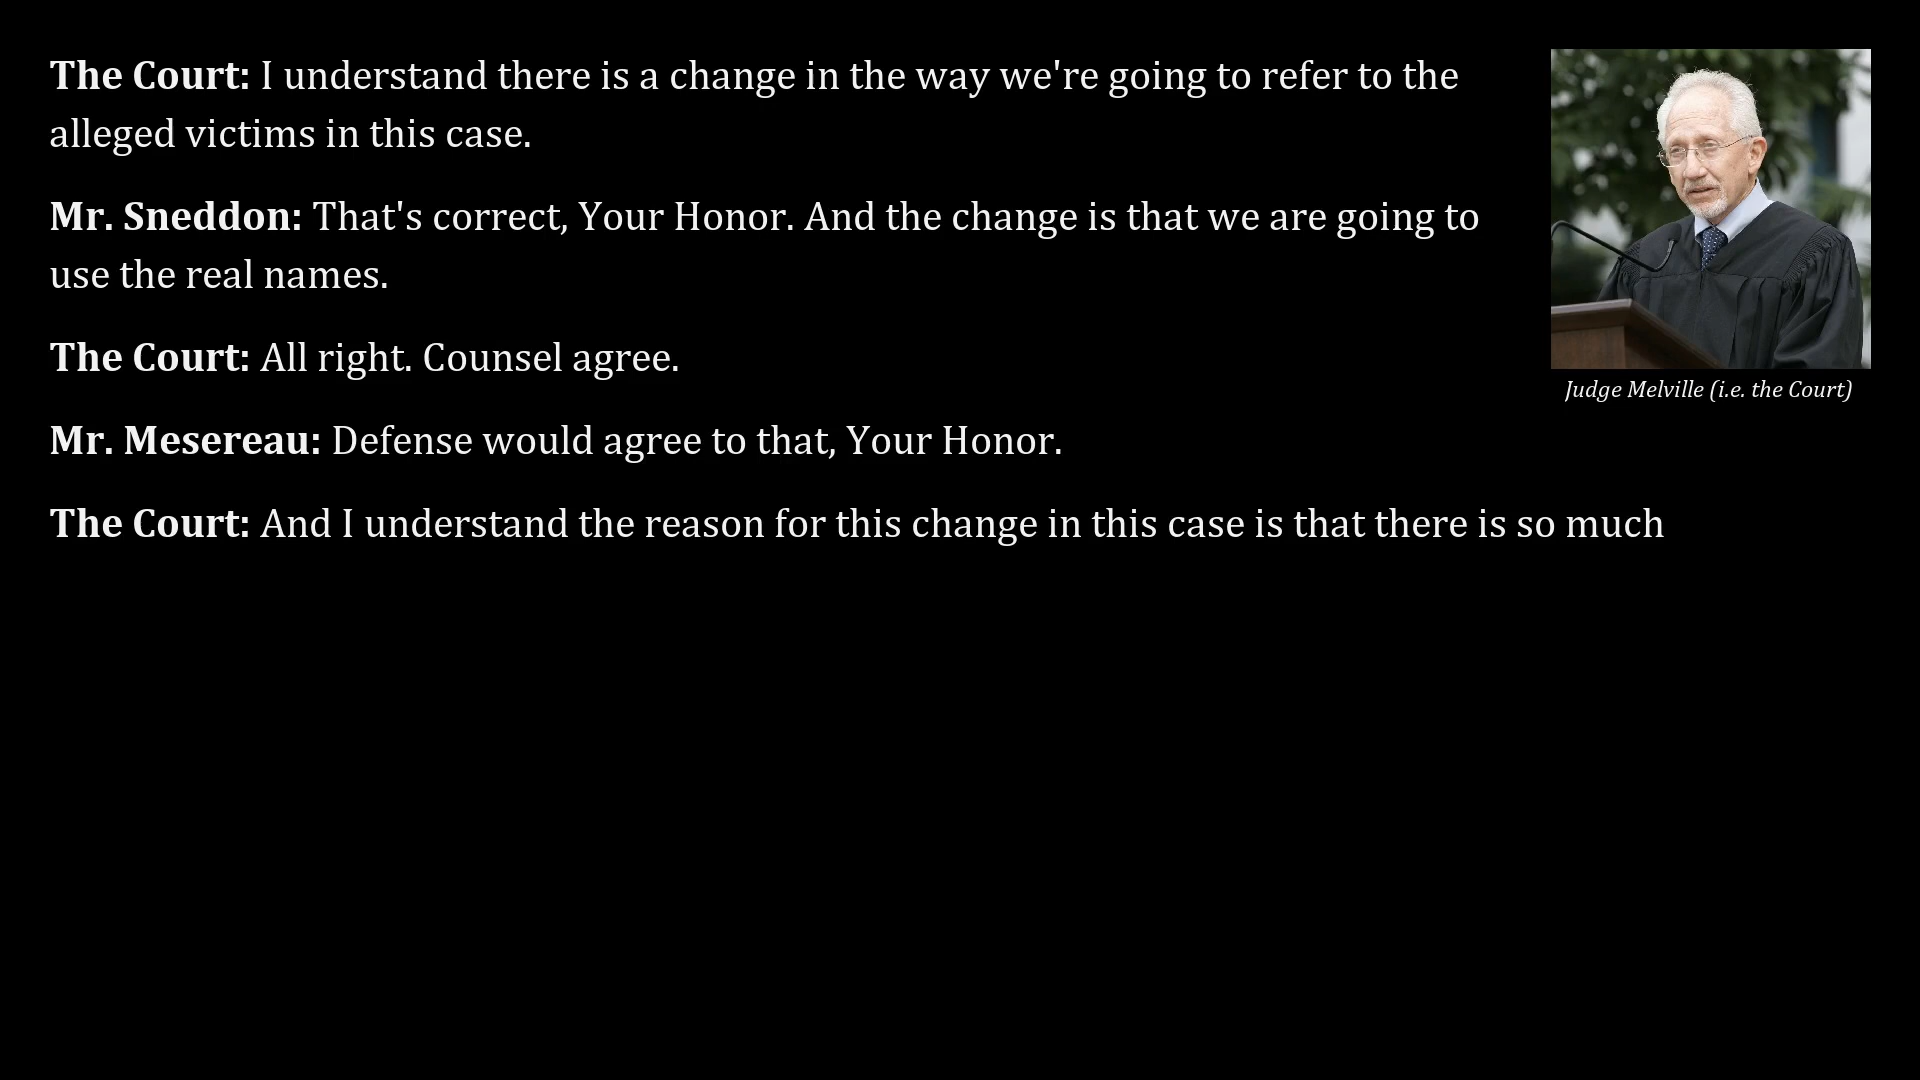 The Court: I understand there is a change in the way we're going to refer to the
alleged victims in this case.
Mr. Sneddon: That's correct, Your Honor. And the change is that we are going to
use the real names.
The Court: All right. Counsel agree.
Mr. Mesereau: Defense would agree to that, Your Honor.
The Court: And I understand the reason for this change in this case is that there is so much
Judge Melville (i.e. the Court)